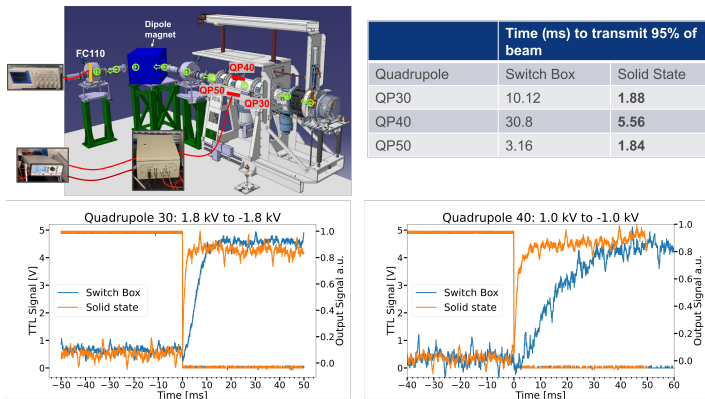 Dipole
magnet
FC110
QP40
QP50
QP30
Time (ms) to transmit 95% of
beam
Quadrupole Switch Box Solid State
QP30 10.12 1.88
QP40 30.8 5.56
QP50 3.16 1.84
Quadrupole 30: 1.8 kV to -1.8 kV
TTL Signal [V]
5
4
3
2
1
0
Switch Box
Solid state
1.0
0.8
0.6
0.4
0.2
0.0
Output Signal a.u.
−50 −40 −30 −20 −10 0 10 20 30 40 50
Time [ms]
Quadrupole 40: 1.0 kV to -1.0 kV
TTL Signal [V]
5
4
3
2
1
0
Switch Box
Solid state
1.0
0.8
0.6
0.4
0.2
0.0
Output Signal a.u.
−40 −30 −20 −10 0 10 20 30 40 50 60
Time [ms]